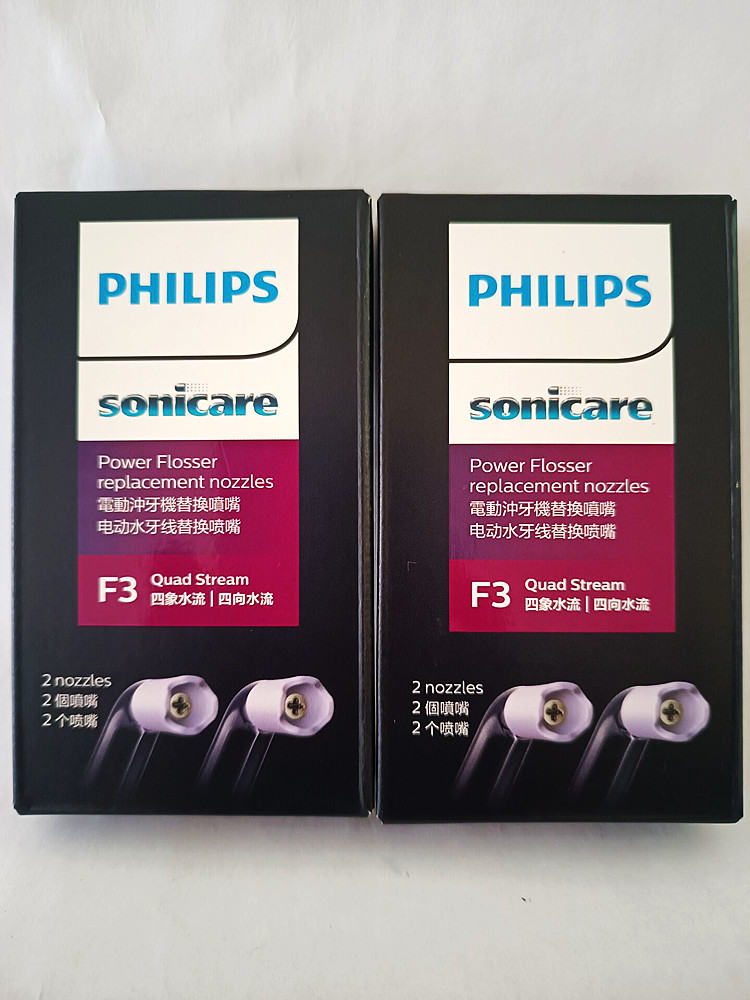 PHILIPS
sonicare
Power Flosser
replacement nozzles
電動沖牙機替換噴嘴
电动水牙线替换喷嘴
F3 Quad Stream
四象水流 | 四向水流
2 nozzles
2 個噴嘴
2 个喷嘴
PHILIPS
sonicare
Power Flosser
replacement nozzles
電動沖牙機替換噴嘴
电动水牙线替换喷嘴
F3 Quad Stream
四象水流 | 四向水流
2 nozzles
2 個噴嘴
2 个喷嘴